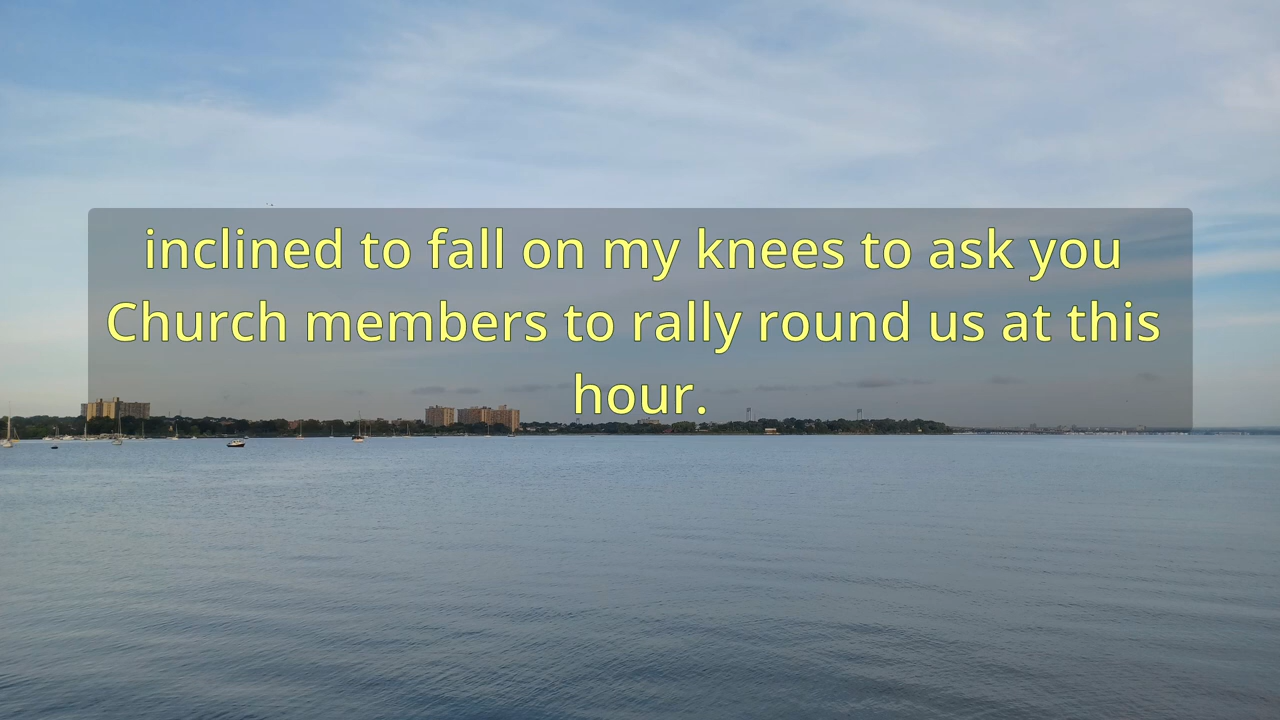 inclined to fall on my knees to ask you
Church members to rally round us at this
hour.